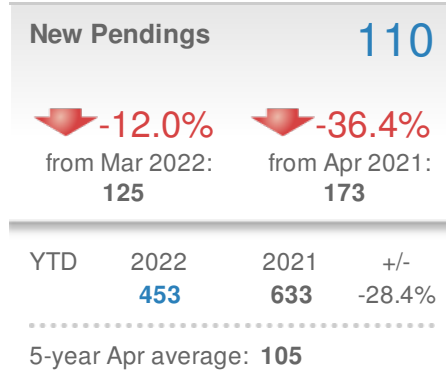 New Pendings 110
-12.0% -36.4%
from Mar 2022: from Apr 2021:
125 173
YTD 2022 2021 +/-
453 633 -28.4%
5-year Apr average: 105